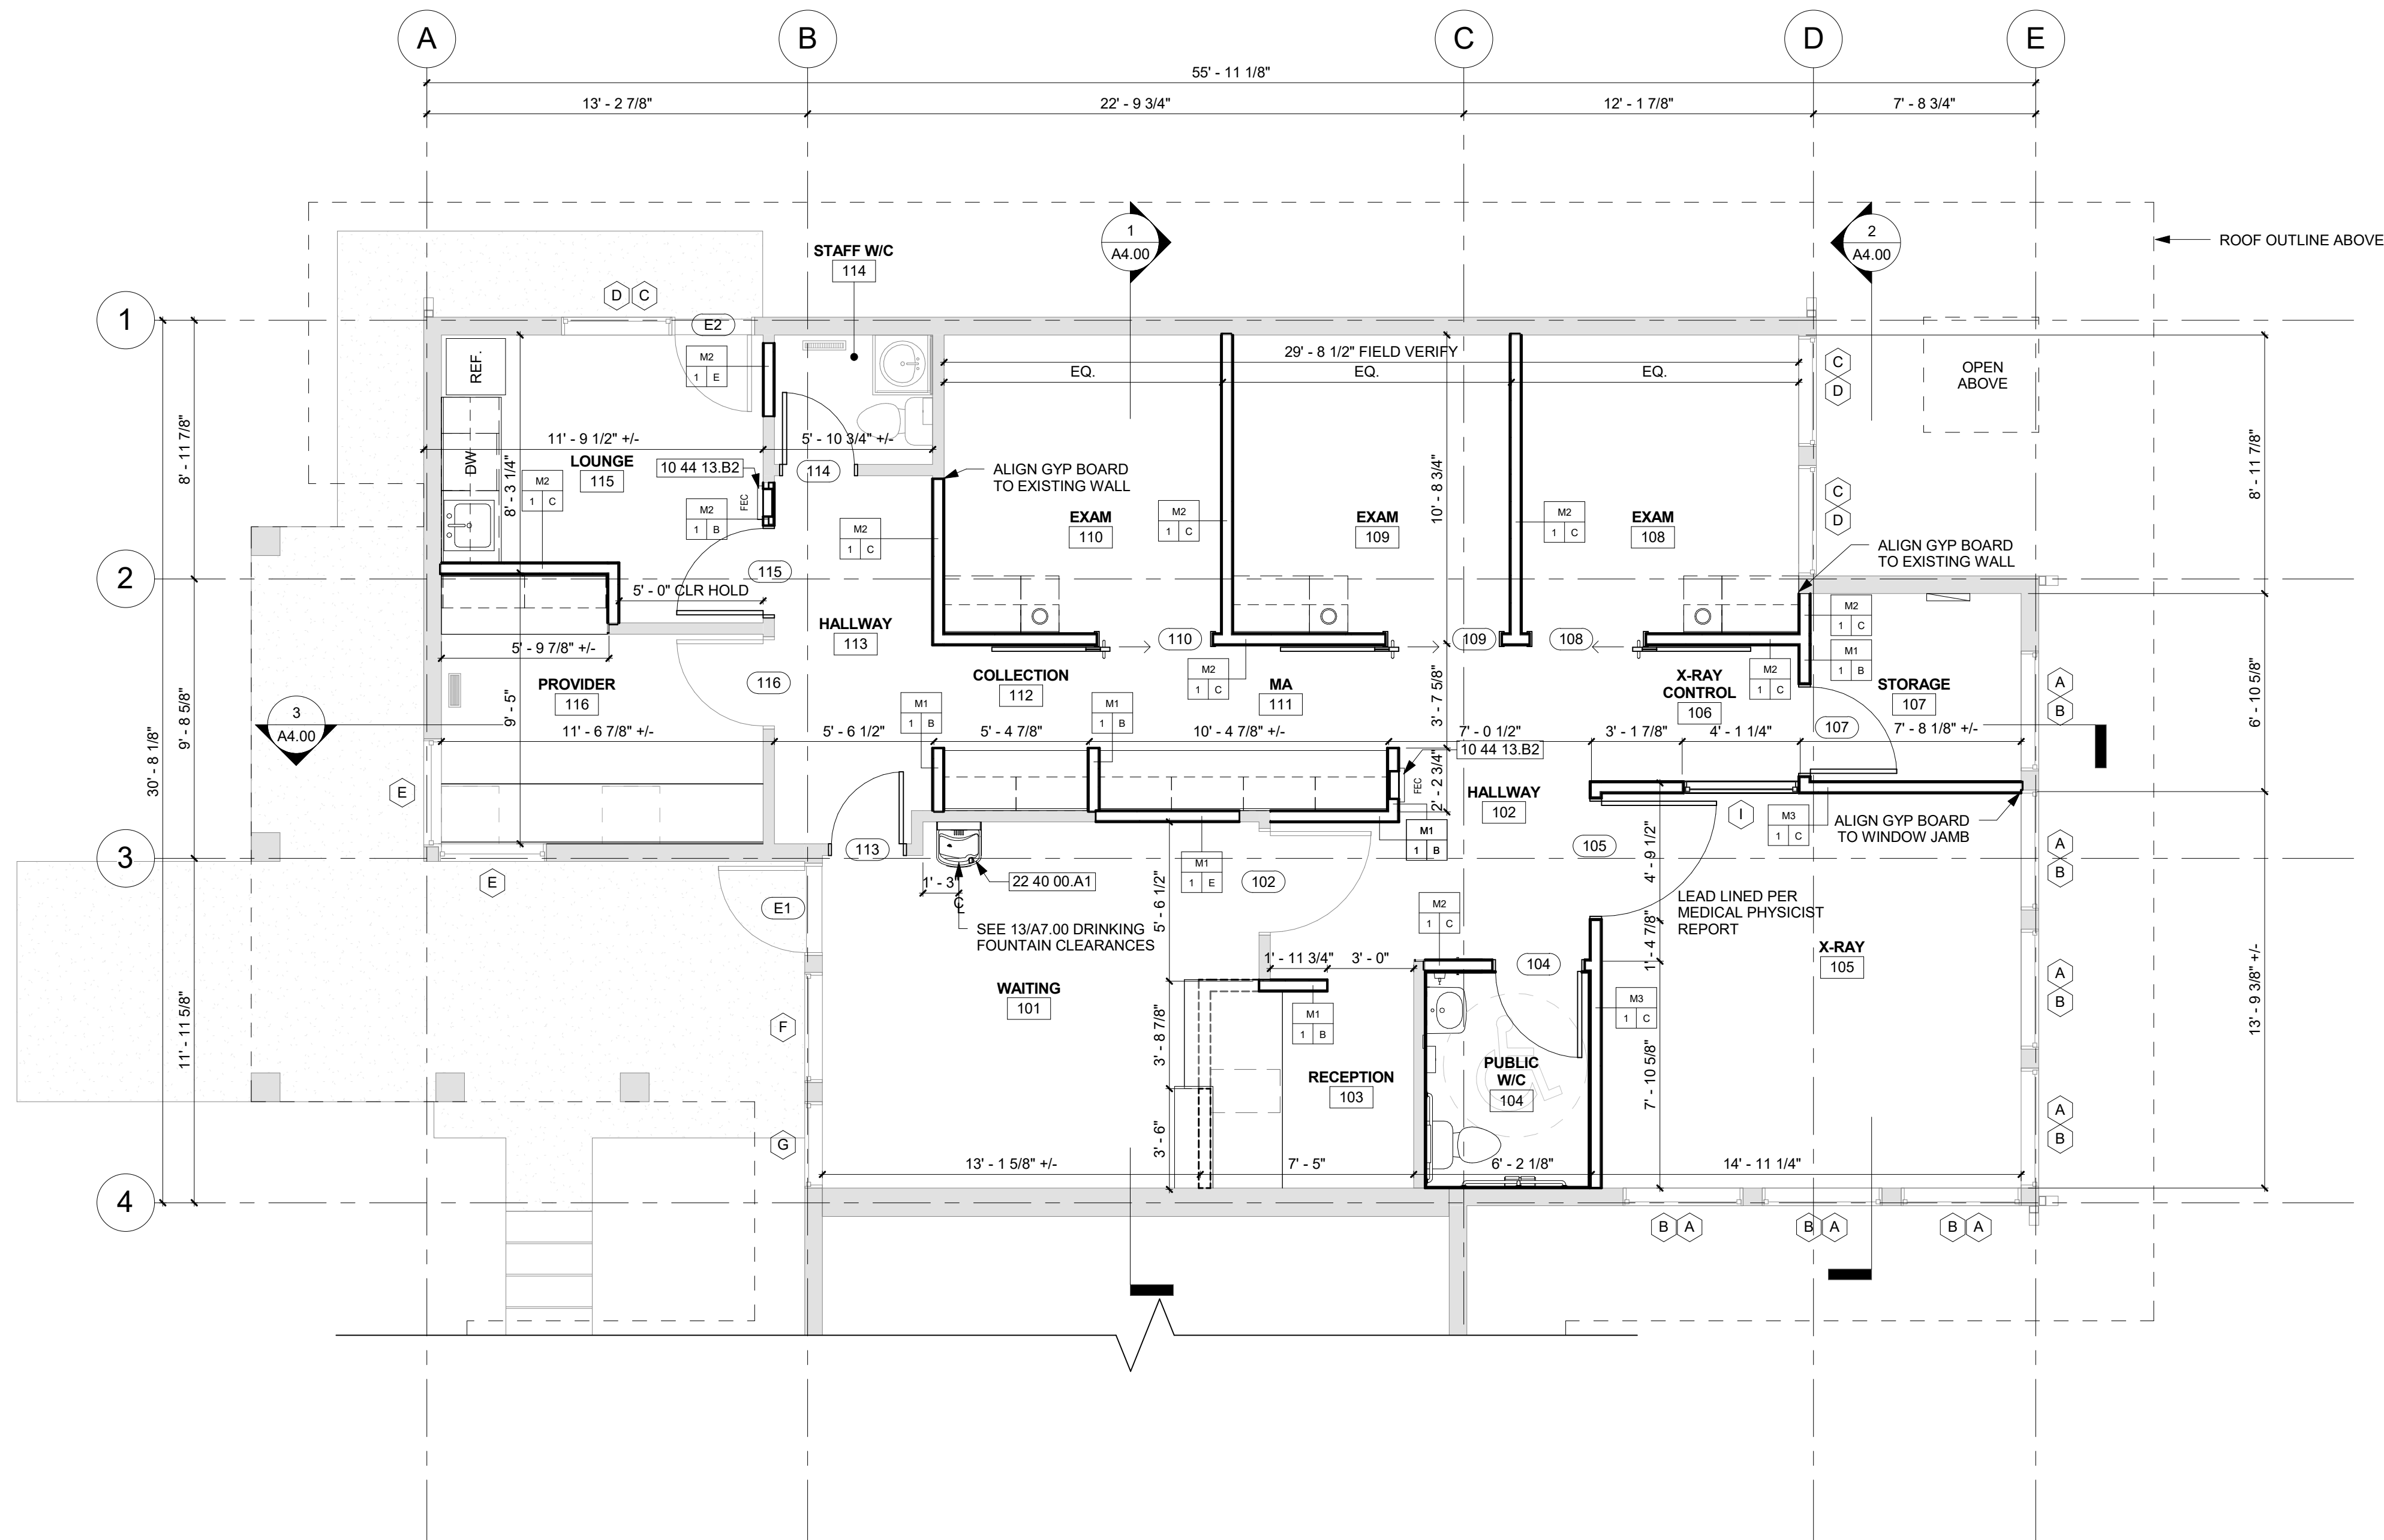 A
B
C
D
E
55' - 11 1/8"
13' - 2 7/8"
22' - 9 3/4"
12' - 1 7/8"
7' - 8 3/4"
1
A4.00
2
A4.00
ROOF OUTLINE ABOVE
STAFF W/C
114
D
C
1
E2
M2
1 E
REF.
29' - 8 1/2" FIELD VERIFY
EQ.
EQ.
EQ.
C
D
OPEN
ABOVE
8' - 11 7/8"
8' - 11 7/8"
11' - 9 1/2" +/-
5' - 10 3/4" +/-
LOUNGE
115
DW
8' - 3 1/4"
10 44 13.B2
114
ALIGN GYP BOARD
TO EXISTING WALL
M2
1 C
FEC
M2
1 B
M2
1 C
EXAM
110
M2
1 C
EXAM
109
10' - 8 3/4"
M2
1 C
EXAM
108
C
D
ALIGN GYP BOARD
TO EXISTING WALL
2
115
5' - 0" CLR HOLD
HALLWAY
113
110
109
108
M2
1 C
M1
1 B
5' - 9 7/8" +/-
PROVIDER
116
116
COLLECTION
112
M2
1 C
MA
111
X-RAY
CONTROL
106
M2
1 C
STORAGE
107
A
B
6' - 10 5/8"
3
A4.00
30' - 8 1/8"
9' - 8 5/8"
9' - 5"
M1
1 B
M1
1 B
3' - 7 5/8"
11' - 6 7/8" +/-
5' - 6 1/2"
5' - 4 7/8"
10' - 4 7/8" +/-
7' - 0 1/2"
3' - 1 7/8"
4' - 1 1/4"
107
7' - 8 1/8" +/-
10 44 13.B2
FEC
2' - 2 3/4"
HALLWAY
102
E
I
M3
1 C
ALIGN GYP BOARD
TO WINDOW JAMB
M1
1 B
3
113
105
4' - 9 1/2"
A
B
E
1' - 3"
22 40 00.A1
M1
1 E
102
E1
SEE 13/A7.00 DRINKING
FOUNTAIN CLEARANCES
5' - 6 1/2"
M2
1 C
LEAD LINED PER
MEDICAL PHYSICIST
REPORT
1' - 4 7/8"
X-RAY
105
1' - 11 3/4"
3' - 0"
104
A
B
WAITING
101
M1
1 B
M3
1 C
13' - 9 3/8" +/-
11' - 11 5/8"
F
3' - 8 7/8"
RECEPTION
103
PUBLIC
W/C
104
7' - 10 5/8"
A
B
G
3' - 6"
13' - 1 5/8" +/-
7' - 5"
6' - 2 1/8"
14' - 11 1/4"
4
B
A
B
A
B
A